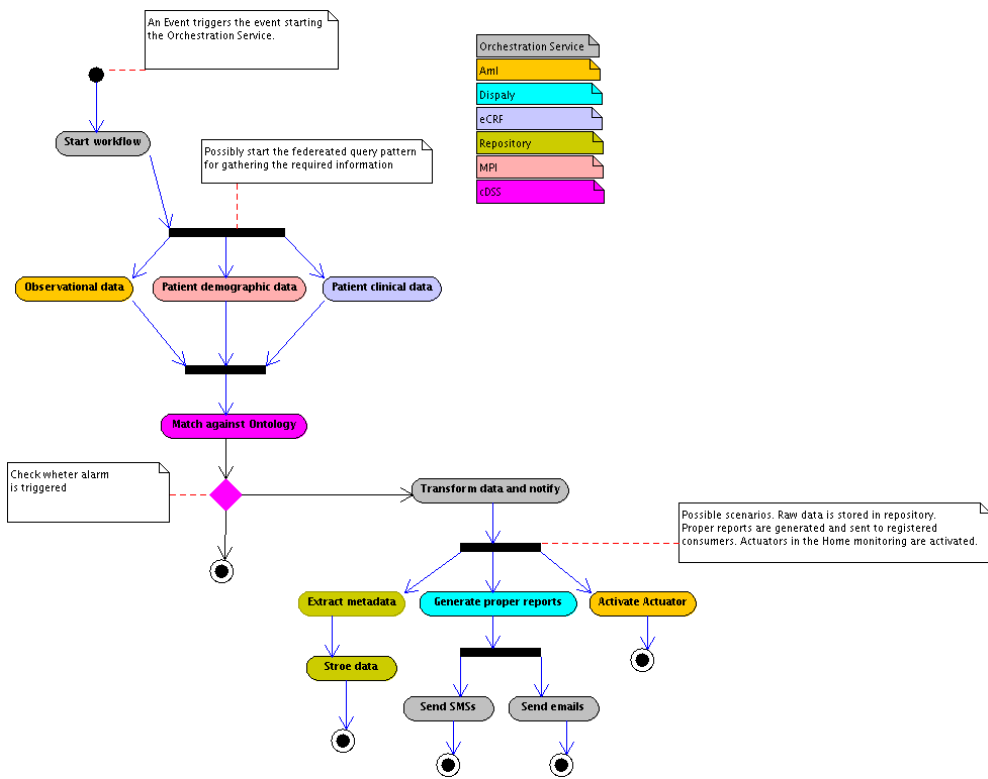 An Event triggers the event starting
the Orchestration Service.
Orchestration Service
AmI
Dispaly
eCRF
Repository
MPI
cDSS
Start workflow
Possibly start the federeated query pattern
for gathering the required information
Observational data
Patient demographic data
Patient clinical data
Match against Ontology
Check wheter alarm
is triggered
Transform data and notify
Possible scenarios. Raw data is stored in repository.
Proper reports are generated and sent to registered
consumers. Actuators in the Home monitoring are activated.
Extract metadata
Generate proper reports
Activate Actuator
Stroe data
Send SMSs
Send emails